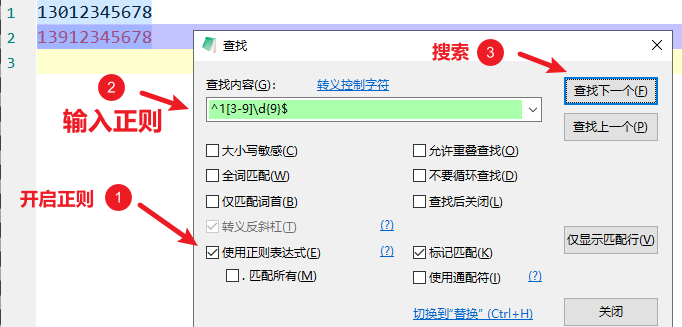 1 13012345678
2 13912345678
3
查找
3
搜索
查找内容(G): 转义控制字符
查找下一个(F)
2
输入正则
^1[3-9]\d{9}$
查找上一个(P)
大小写敏感(C) 允许重叠查找(O)
全词匹配(W) 不要循环查找(D)
仅匹配词首(B) 查找后关闭(L)
开启正则 1
转义反斜杠(T) (?)
使用正则表达式(E) (?) 标记匹配(K)
仅显示匹配行(V)
. 匹配所有(M) 使用通配符(I) (?)
切换到“替换” (Ctrl+H)
关闭